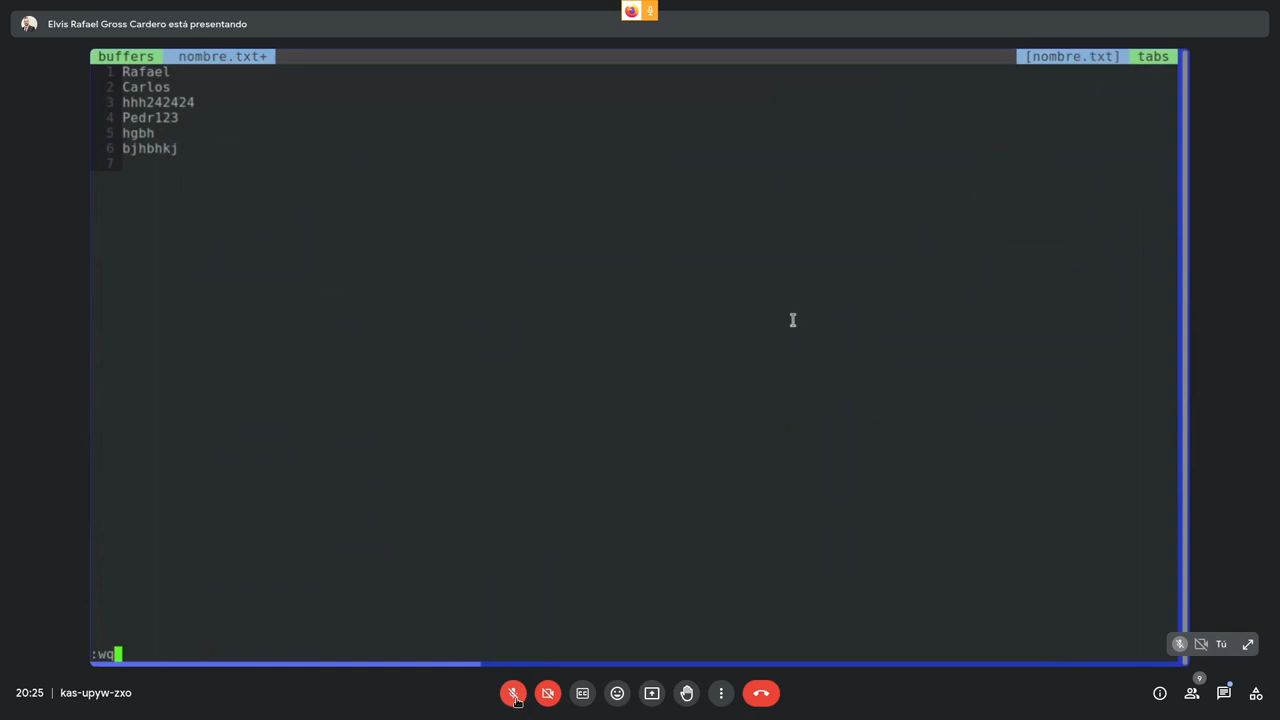 Elvis Rafael Gross Cardero está presentando
buffers nombre.txt+ [nombre.txt] tabs
1 Rafael
2 Carlos
3 hhh242424
4 Pedr123
5 hgbh
6 bjhbhkj
7
:wq
Tú
20:25 | kas-upyw-zxo
9